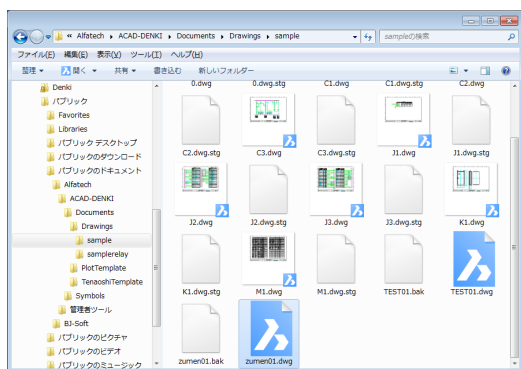 « Alfatech ▸ ACAD-DENKI ▸ Documents ▸ Drawings ▸ sample
sampleの検索
ファイル(F) 編集(E) 表示(V) ツール(T) ヘルプ(H)
整理 開く 共有 書き込む 新しいフォルダー
Denki
パブリック
Favorites
Libraries
パブリック デスクトップ
パブリックのダウンロード
パブリックのドキュメント
Alfatech
ACAD-DENKI
Documents
Drawings
sample
samplerelay
PlotTemplate
TenaoshiTemplate
Symbols
管理者ツール
BJ-Soft
パブリックのピクチャ
パブリックのビデオ
パブリックのミュージック
0.dwg 0.dwg.stg C1.dwg C1.dwg.stg C2.dwg
C2.dwg.stg C3.dwg C3.dwg.stg J1.dwg J1.dwg.stg
J2.dwg J2.dwg.stg J3.dwg J3.dwg.stg K1.dwg
K1.dwg.stg M1.dwg M1.dwg.stg TEST01.bak TEST01.dwg
zumen01.bak zumen01.dwg